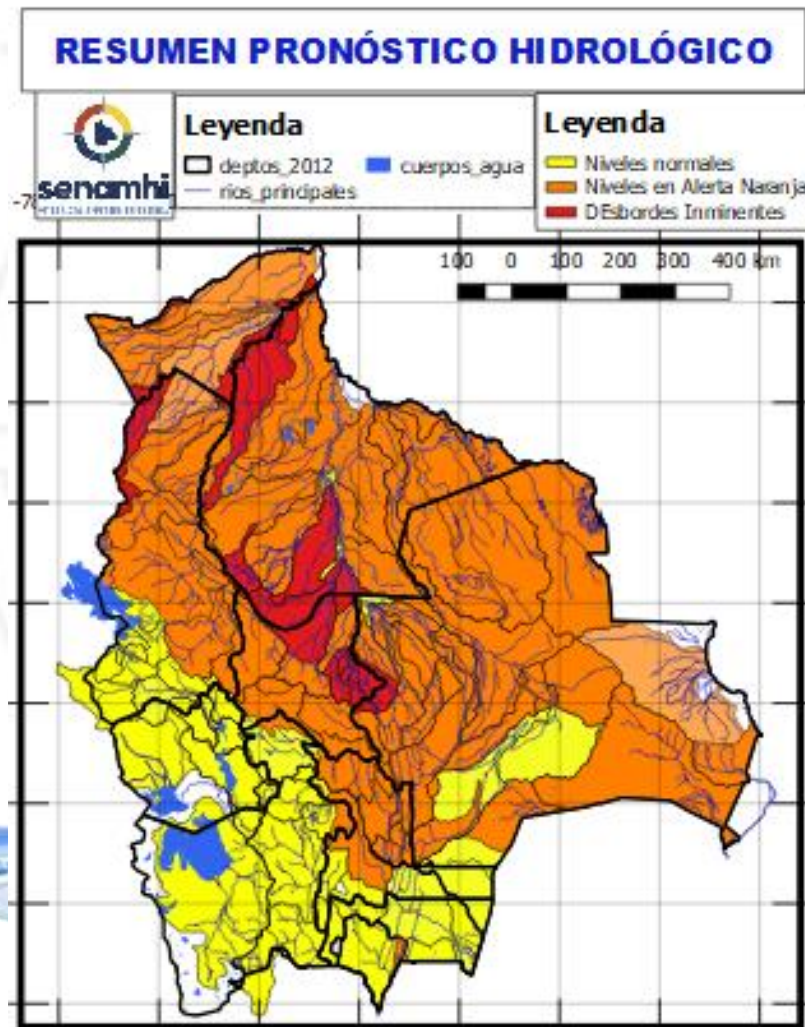 RESUMEN PRONÓSTICO HIDROLÓGICO
senamhi
Leyenda
deptos_2012 cuerpos_agua
rios_principales
Leyenda
Niveles normales
Niveles en Alerta Naranja
DEsbordes Inminentes
100 0 100 200 300 400 km